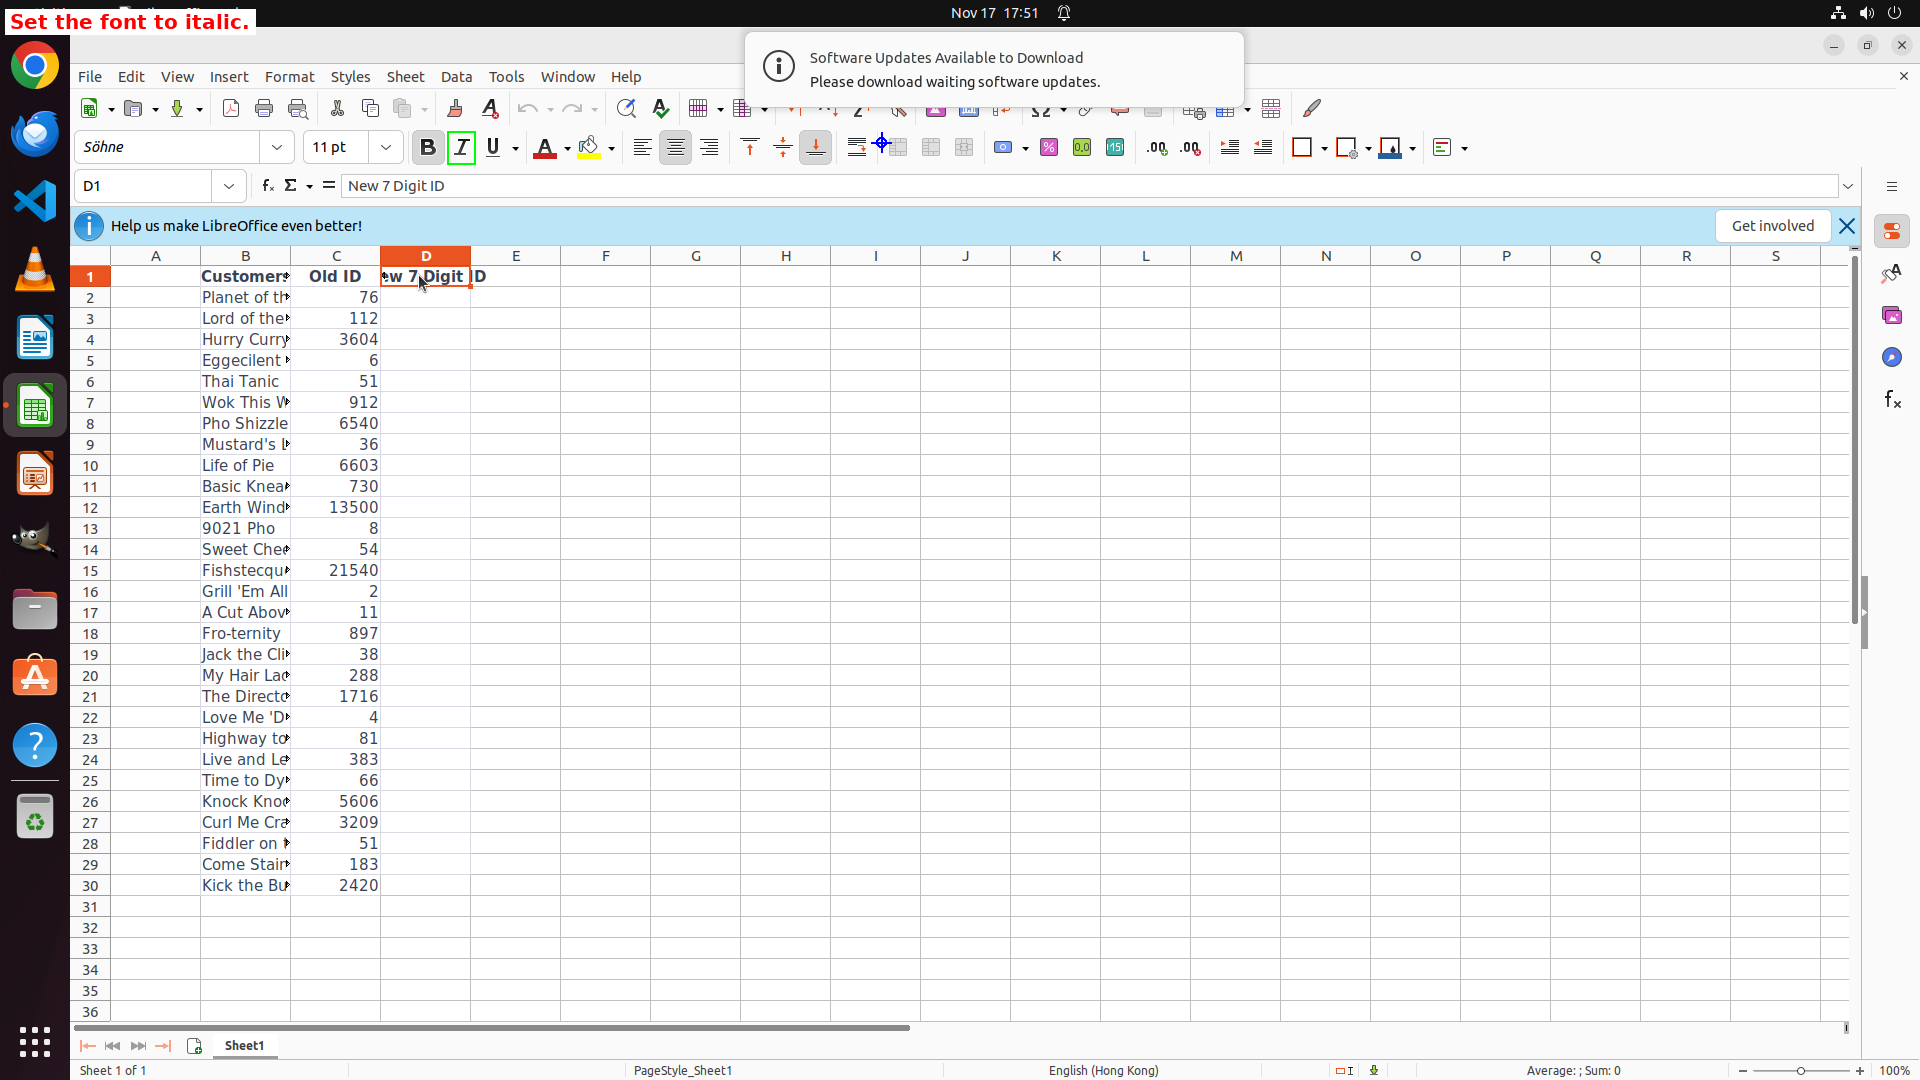 Set the font to italic.
Nov 17 17:51
Software Updates Available to Download
Please download waiting software updates.
File Edit View Insert Format Styles Sheet Data Tools Window Help
Söhne 11 pt
D1 New 7 Digit ID
Help us make LibreOffice even better! Get involved
A B C D E F G H I J K L M N O P Q R S
1 Customers Old ID ew 7 Digit ID
2 Planet of th 76
3 Lord of the 112
4 Hurry Curry 3604
5 Eggecilent 6
6 Thai Tanic 51
7 Wok This W 912
8 Pho Shizzle 6540
9 Mustard's L 36
10 Life of Pie 6603
11 Basic Knea 730
12 Earth Wind 13500
13 9021 Pho 8
14 Sweet Chee 54
15 Fishstecqu 21540
16 Grill 'Em All 2
17 A Cut Abov 11
18 Fro-ternity 897
19 Jack the Cli 38
20 My Hair Lad 288
21 The Directo 1716
22 Love Me 'D 4
23 Highway to 81
24 Live and Le 383
25 Time to Dy 66
26 Knock Knoc 5606
27 Curl Me Cra 3209
28 Fiddler on 51
29 Come Stair 183
30 Kick the Bu 2420
31
32
33
34
35
36
Sheet1
Sheet 1 of 1 PageStyle_Sheet1 English (Hong Kong) Average: ; Sum: 0 100%